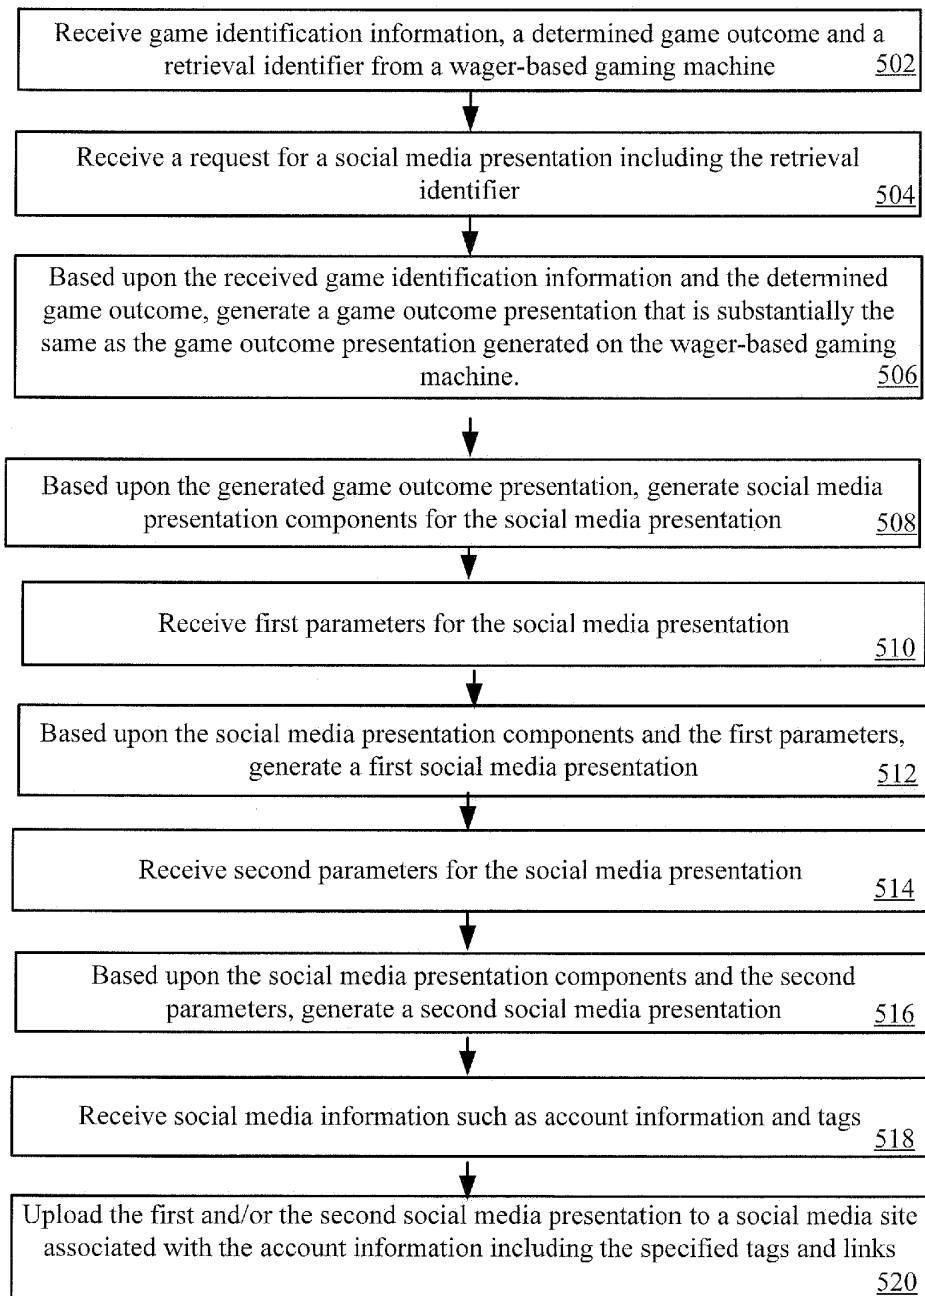 Receive game identification information, a determined game outcome and a
retrieval identifier from a wager-based gaming machine
502
Receive a request for a social media presentation including the retrieval
identifier
504
Based upon the received game identification information and the determined
game outcome, generate a game outcome presentation that is substantially the
same as the game outcome presentation generated on the wager-based gaming
machine.
506
Based upon the generated game outcome presentation, generate social media
presentation components for the social media presentation
508
Receive first parameters for the social media presentation
510
Based upon the social media presentation components and the first parameters,
generate a first social media presentation
512
Receive second parameters for the social media presentation
514
Based upon the social media presentation components and the second
parameters, generate a second social media presentation
516
Receive social media information such as account information and tags
518
Upload the first and/or the second social media presentation to a social media site
associated with the account information including the specified tags and links
520